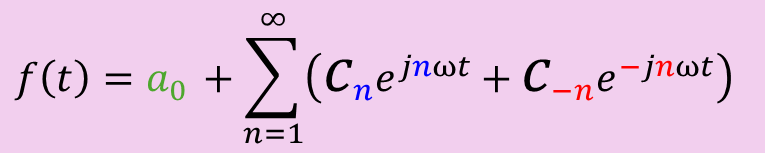 f(t) = a₀ + ∑_{n=1}^{∞} (C_n e^{jnωt} + C_{−n} e^{−jnωt})